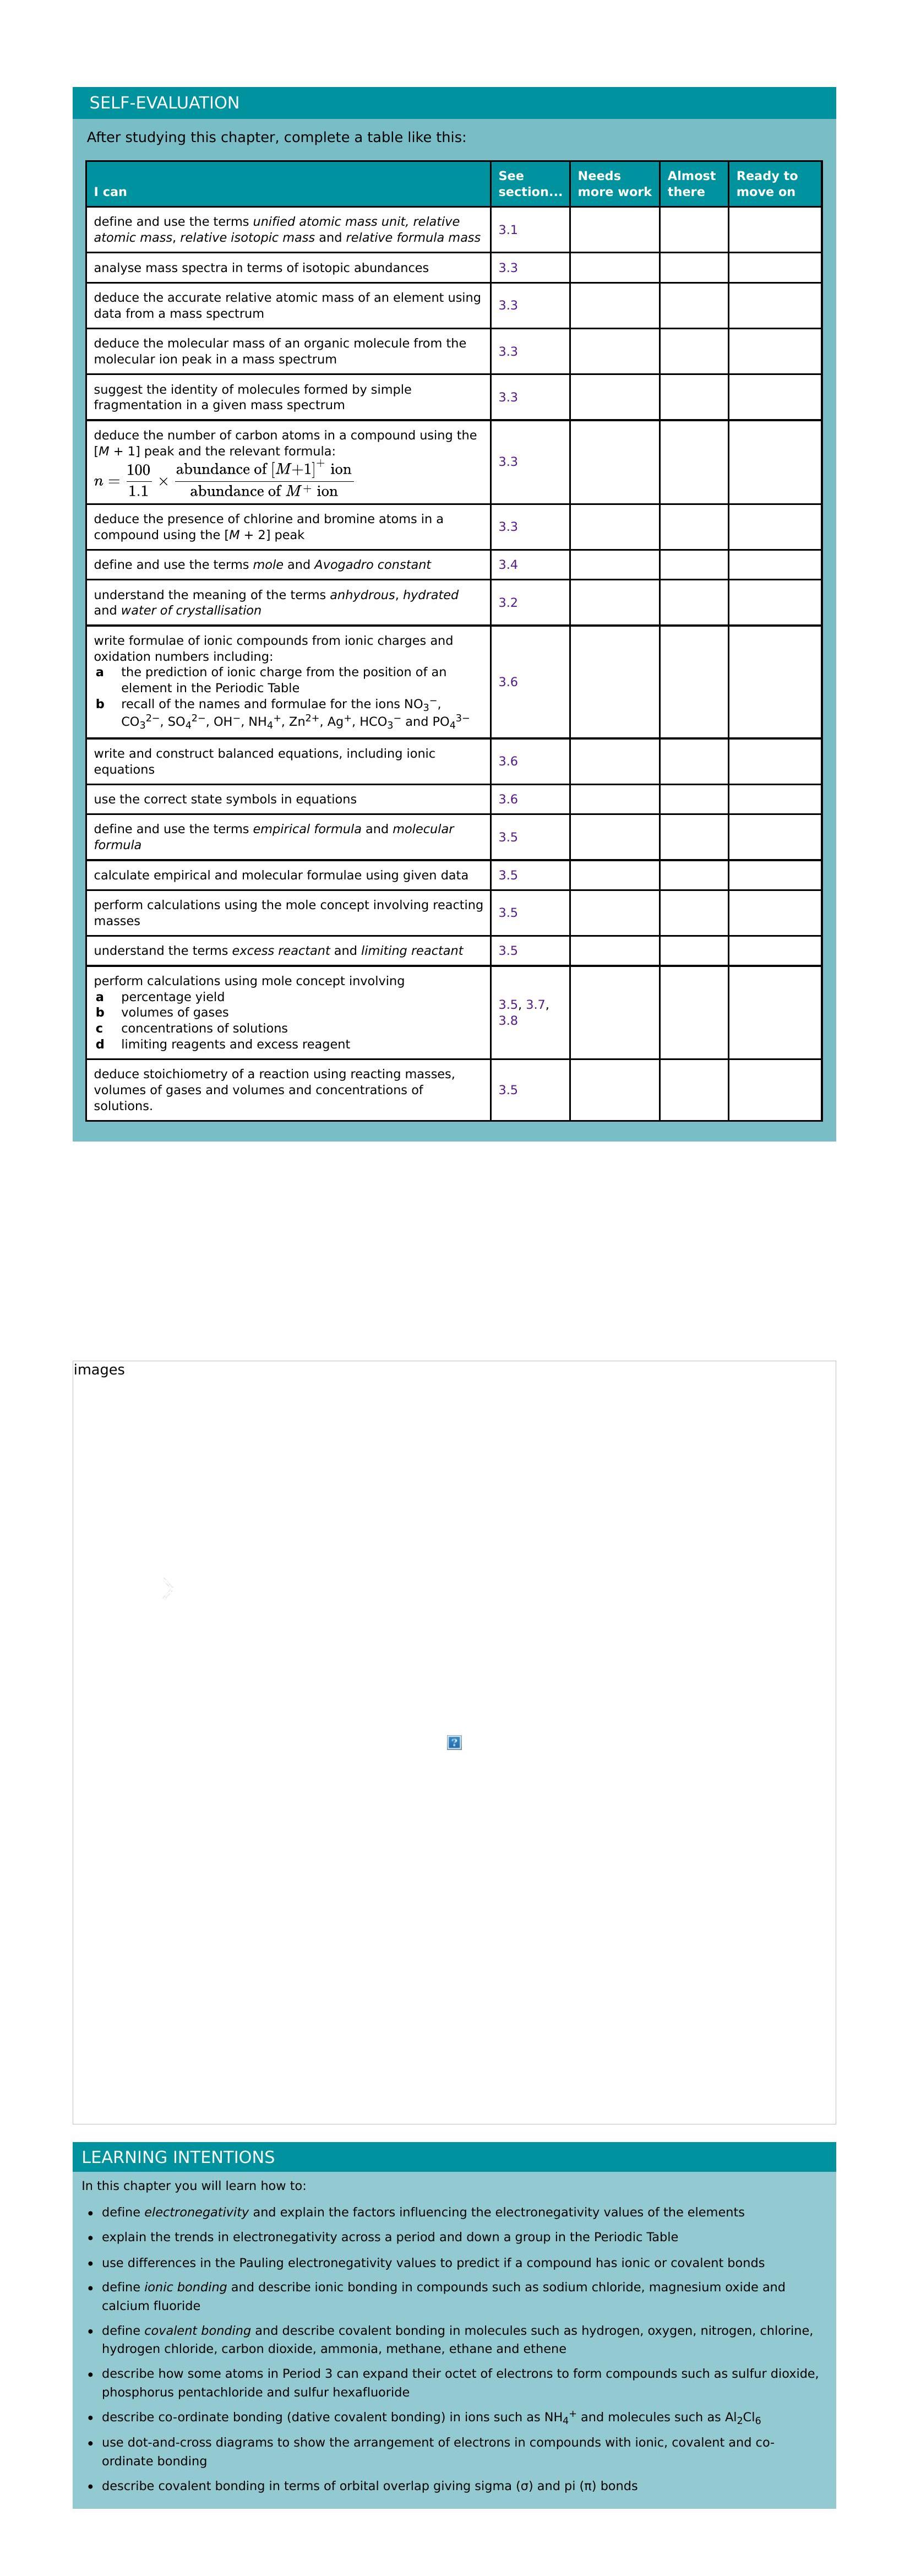 SELF-EVALUATION
After studying this chapter, complete a table like this:
I can
See section...
Needs more work
Almost there
Ready to move on
define and use the terms unified atomic mass unit, relative
atomic mass, relative isotopic mass and relative formula mass
3.1
analyse mass spectra in terms of isotopic abundances
3.3
deduce the accurate relative atomic mass of an element using
data from a mass spectrum
3.3
deduce the molecular mass of an organic molecule from the
molecular ion peak in a mass spectrum
3.3
suggest the identity of molecules formed by simple
fragmentation in a given mass spectrum
3.3
deduce the number of carbon atoms in a compound using the
[M + 1] peak and the relevant formula:
n = 100/1.1 × abundance of [M+1]⁺ ion / abundance of M⁺ ion
3.3
deduce the presence of chlorine and bromine atoms in a
compound using the [M + 2] peak
3.3
define and use the terms mole and Avogadro constant
3.4
understand the meaning of the terms anhydrous, hydrated
and water of crystallisation
3.2
write formulae of ionic compounds from ionic charges and
oxidation numbers including:
a the prediction of ionic charge from the position of an
element in the Periodic Table
b recall of the names and formulae for the ions NO₃⁻,
CO₃²⁻, SO₄²⁻, OH⁻, NH₄⁺, Zn²⁺, Ag⁺, HCO₃⁻ and PO₄³⁻
3.6
write and construct balanced equations, including ionic
equations
3.6
use the correct state symbols in equations
3.6
define and use the terms empirical formula and molecular
formula
3.5
calculate empirical and molecular formulae using given data
3.5
perform calculations using the mole concept involving reacting
masses
3.5
understand the terms excess reactant and limiting reactant
3.5
perform calculations using mole concept involving
a percentage yield
b volumes of gases
c concentrations of solutions
d limiting reagents and excess reagent
3.5, 3.7,
3.8
deduce stoichiometry of a reaction using reacting masses,
volumes of gases and volumes and concentrations of
solutions.
3.5
images
LEARNING INTENTIONS
In this chapter you will learn how to:
• define electronegativity and explain the factors influencing the electronegativity values of the elements
• explain the trends in electronegativity across a period and down a group in the Periodic Table
• use differences in the Pauling electronegativity values to predict if a compound has ionic or covalent bonds
• define ionic bonding and describe ionic bonding in compounds such as sodium chloride, magnesium oxide and
calcium fluoride
• define covalent bonding and describe covalent bonding in molecules such as hydrogen, oxygen, nitrogen, chlorine,
hydrogen chloride, carbon dioxide, ammonia, methane, ethane and ethene
• describe how some atoms in Period 3 can expand their octet of electrons to form compounds such as sulfur dioxide,
phosphorus pentachloride and sulfur hexafluoride
• describe co-ordinate bonding (dative covalent bonding) in ions such as NH₄⁺ and molecules such as Al₂Cl₆
• use dot-and-cross diagrams to show the arrangement of electrons in compounds with ionic, covalent and co-
ordinate bonding
• describe covalent bonding in terms of orbital overlap giving sigma (σ) and pi (π) bonds